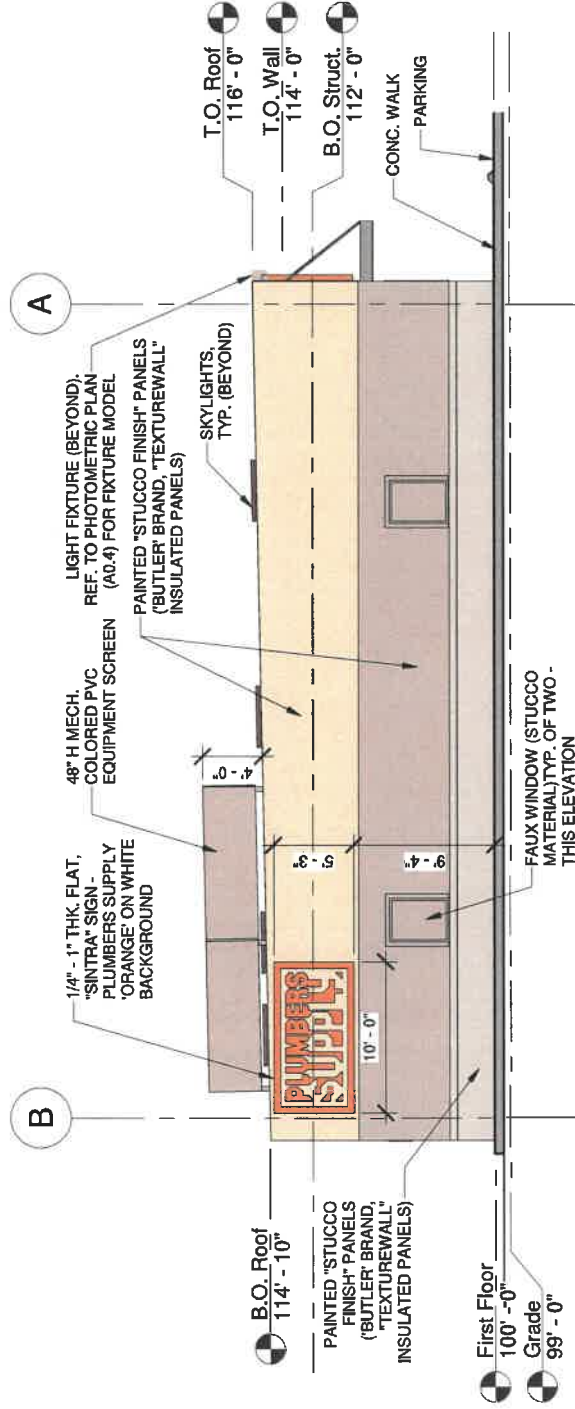 B
A
1/4" - 1" THK. FLAT,
"SINTRA" SIGN -
PLUMBERS SUPPLY
'ORANGE' ON WHITE
BACKGROUND
48" H MECH.
COLORED PVC
EQUIPMENT SCREEN
LIGHT FIXTURE (BEYOND).
REF. TO PHOTOMETRIC PLAN
(A0.4) FOR FIXTURE MODEL
PAINTED "STUCCO FINISH" PANELS
('BUTLER' BRAND, "TEXTUREWALL"
INSULATED PANELS)
SKYLIGHTS,
TYP. (BEYOND)
T.O. Roof
116' - 0"
T.O. Wall
114' - 0"
B.O. Struct.
112' - 0"
B.O. Roof
114' - 10"
4' - 0"
5' - 3"
9' - 4"
PLUMBERS
SUPPLY
10' - 0"
PAINTED "STUCCO
FINISH" PANELS
('BUTLER' BRAND,
"TEXTUREWALL"
INSULATED PANELS)
CONC. WALK
PARKING
First Floor
100' -0"
Grade
99' - 0"
FAUX WINDOW (STUCCO
MATERIAL)TYP. OF TWO -
THIS ELEVATION